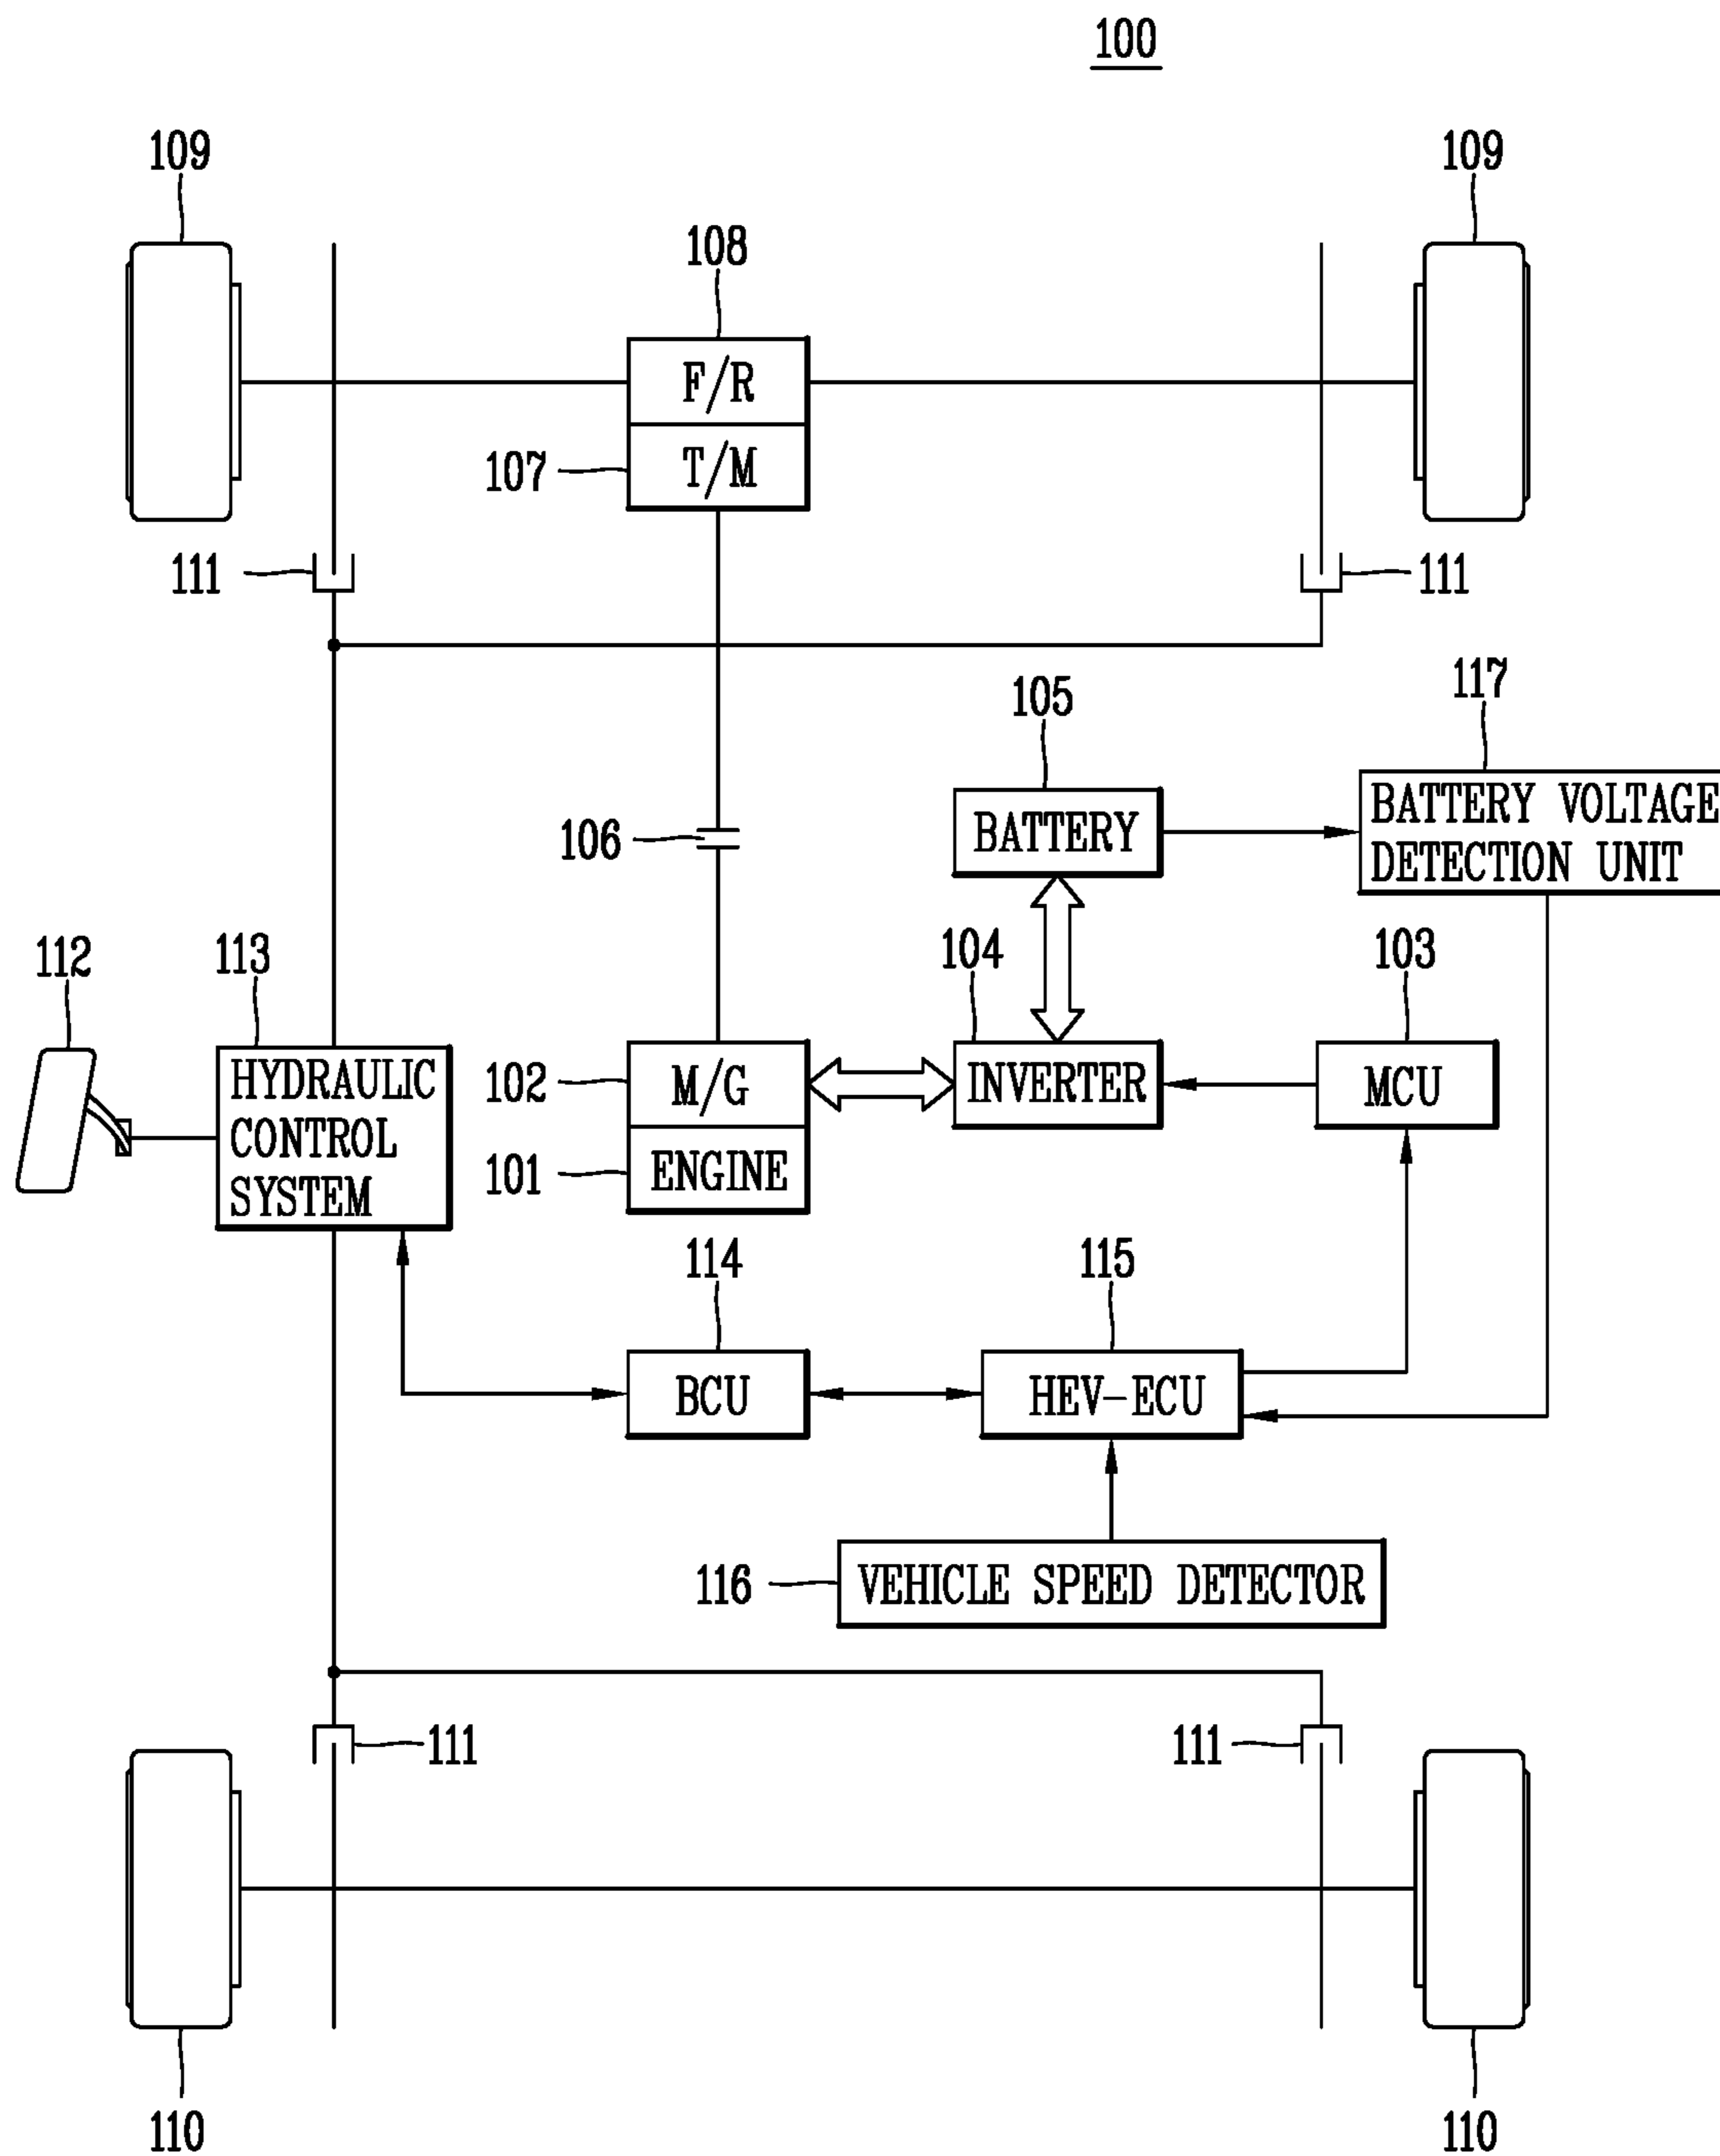 100
109
109
108
F/R
107
T/M
111
111
105
117
BATTERY
BATTERY VOLTAGE
DETECTION UNIT
106
112
113
104
103
HYDRAULIC
CONTROL
SYSTEM
102
M/G
INVERTER
MCU
101
ENGINE
114
115
BCU
HEV-ECU
116
VEHICLE SPEED DETECTOR
111
111
110
110